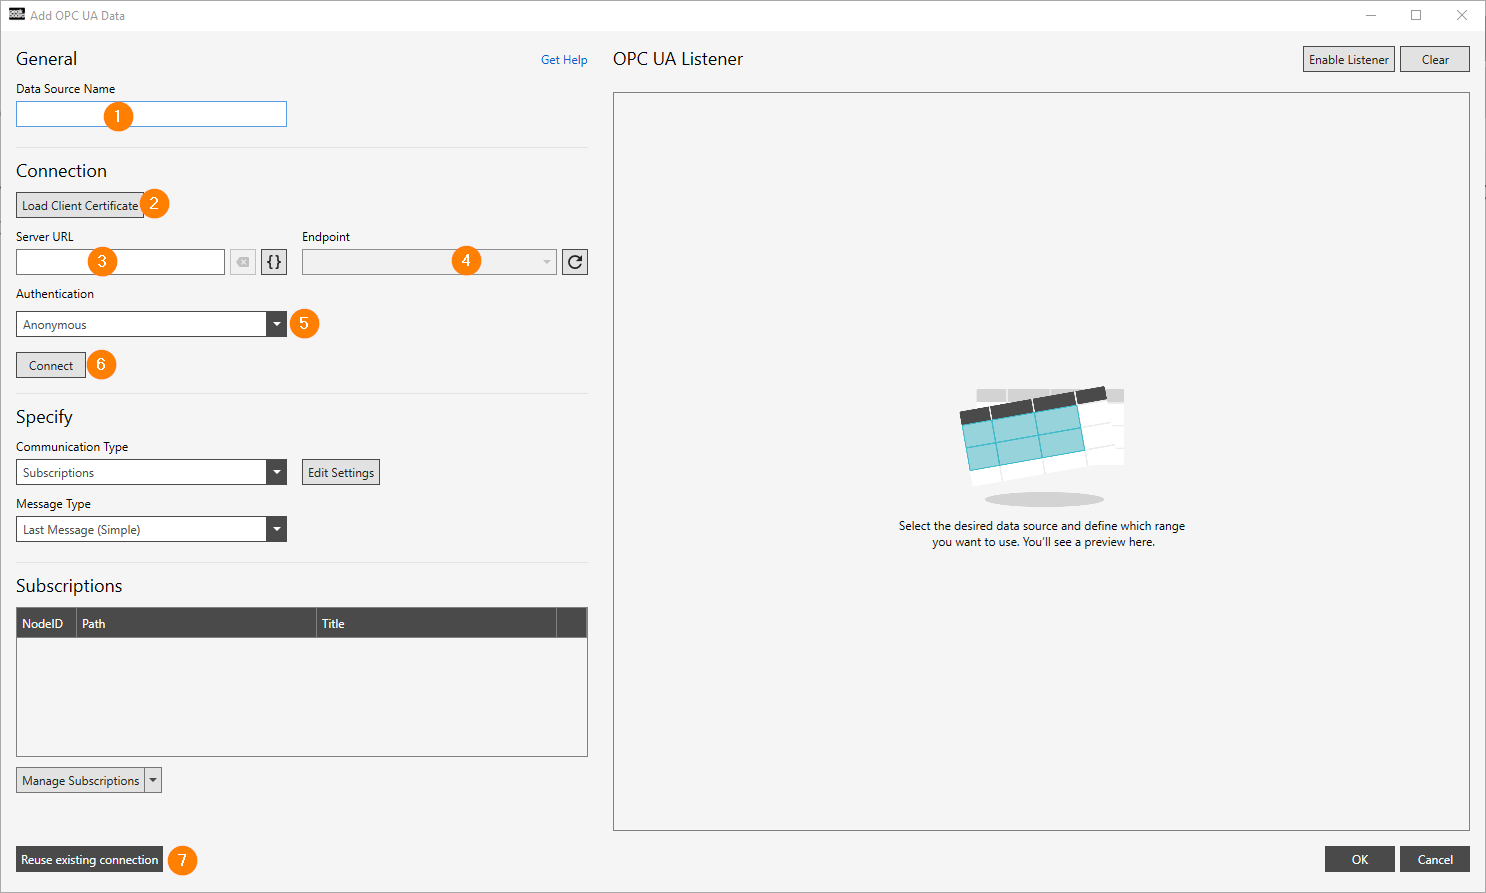 Add OPC UA Data
General
Get Help
Data Source Name
1
Connection
Load Client Certificate
2
Server URL
Endpoint
3
{}
4
Authentication
Anonymous
5
Connect
6
Specify
Communication Type
Subscriptions
Edit Settings
Message Type
Last Message (Simple)
Subscriptions
NodeID
Path
Title
Manage Subscriptions
Reuse existing connection
7
OPC UA Listener
Enable Listener
Clear
Select the desired data source and define which range
you want to use. You'll see a preview here.
OK
Cancel